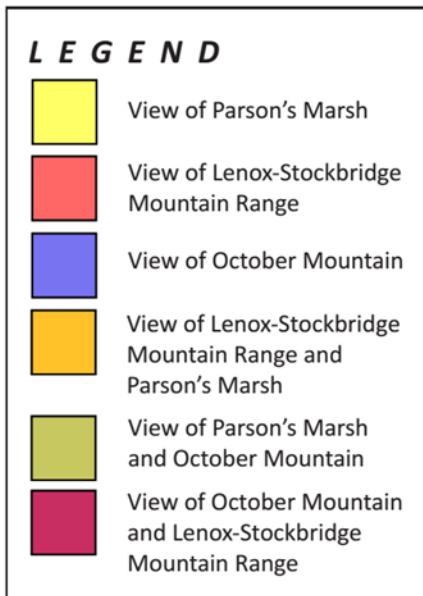 L E G E N D
View of Parson's Marsh
View of Lenox-Stockbridge
Mountain Range
View of October Mountain
View of Lenox-Stockbridge
Mountain Range and
Parson's Marsh
View of Parson's Marsh
and October Mountain
View of October Mountain
and Lenox-Stockbridge
Mountain Range